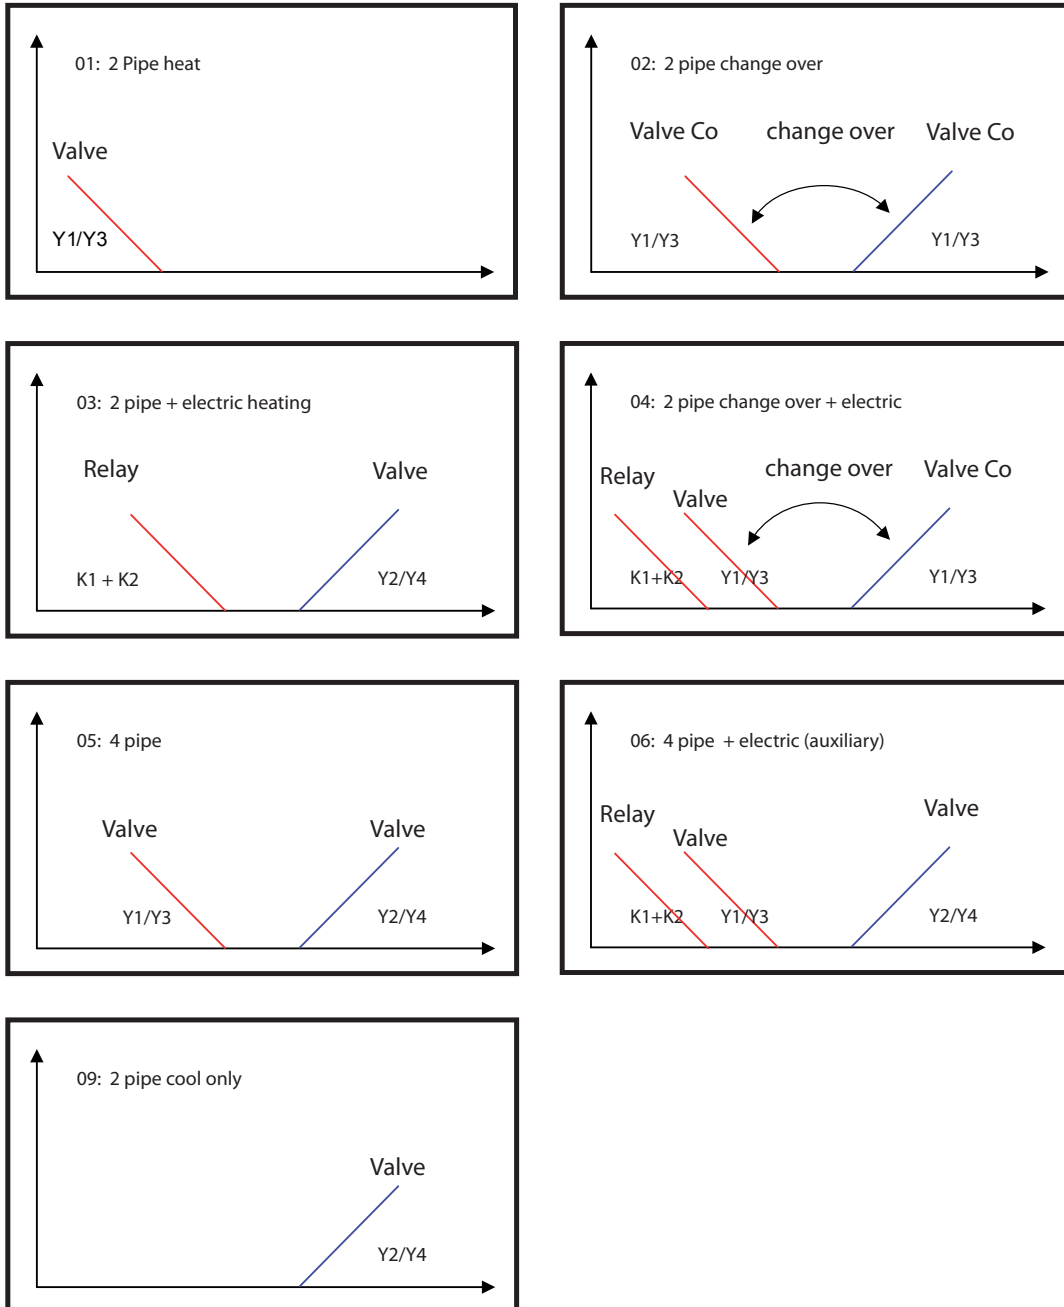 01: 2 Pipe heat
Valve
Y1/Y3
02: 2 pipe change over
Valve Co change over Valve Co
Y1/Y3 Y1/Y3
03: 2 pipe + electric heating
Relay Valve
K1 + K2 Y2/Y4
04: 2 pipe change over + electric
Relay Valve change over Valve Co
K1+K2 Y1/Y3 Y1/Y3
05: 4 pipe
Valve Valve
Y1/Y3 Y2/Y4
06: 4 pipe + electric (auxiliary)
Relay Valve Valve
K1+K2 Y1/Y3 Y2/Y4
09: 2 pipe cool only
Valve
Y2/Y4